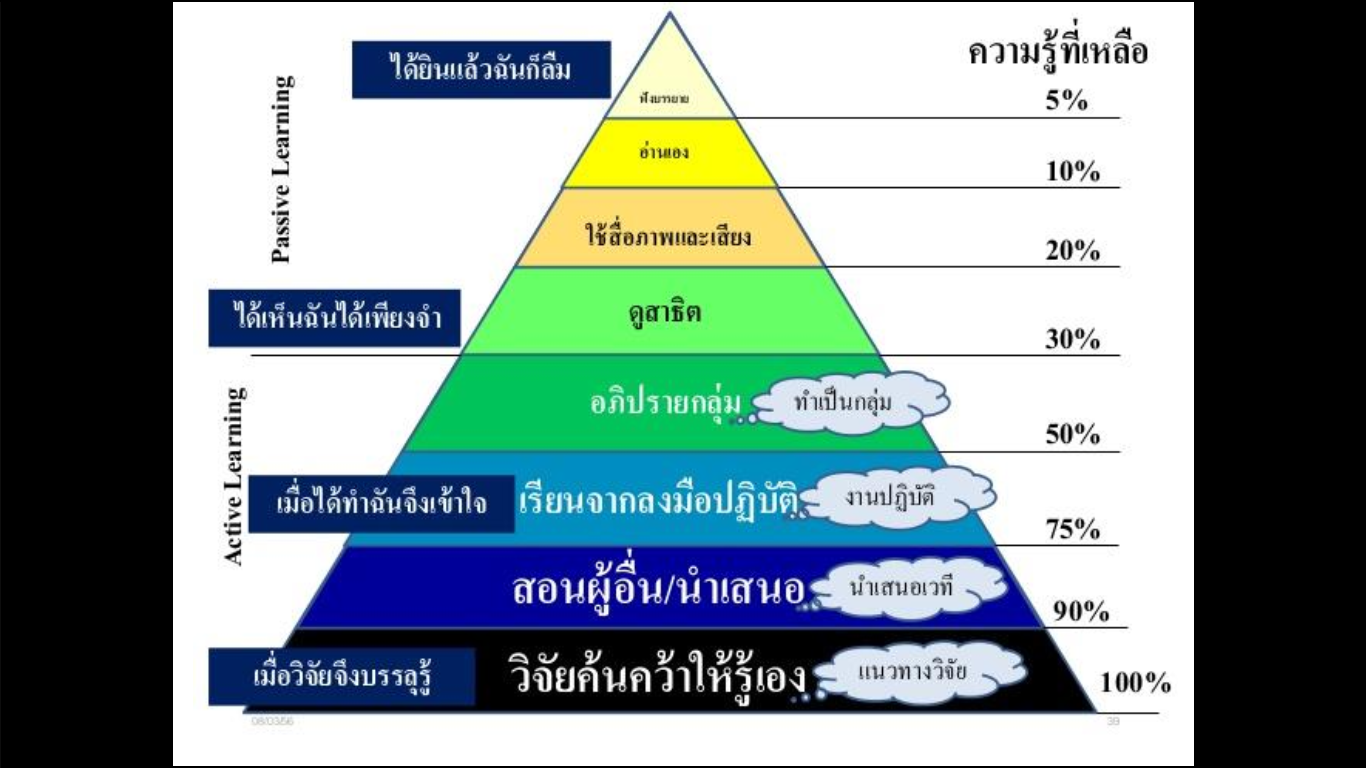 ความรู้ที่เหลือ
Passive Learning
ได้ยินแล้วฉันก็ลืม
ฟังบรรยาย
5%
อ่านเอง
10%
ใช้สื่อภาพและเสียง
20%
ได้เห็นฉันได้เพียงจำ
ดูสาธิต
30%
Active Learning
อภิปรายกลุ่ม
ทำเป็นกลุ่ม
50%
เมื่อได้ทำฉันจึงเข้าใจ
เรียนจากลงมือปฏิบัติ
งานปฏิบัติ
75%
สอนผู้อื่น/นำเสนอ
นำเสนอเวที
90%
เมื่อวิจัยจึงบรรลุรู้
วิจัยค้นคว้าให้รู้เอง
แนวทางวิจัย
100%
08/03/56
39